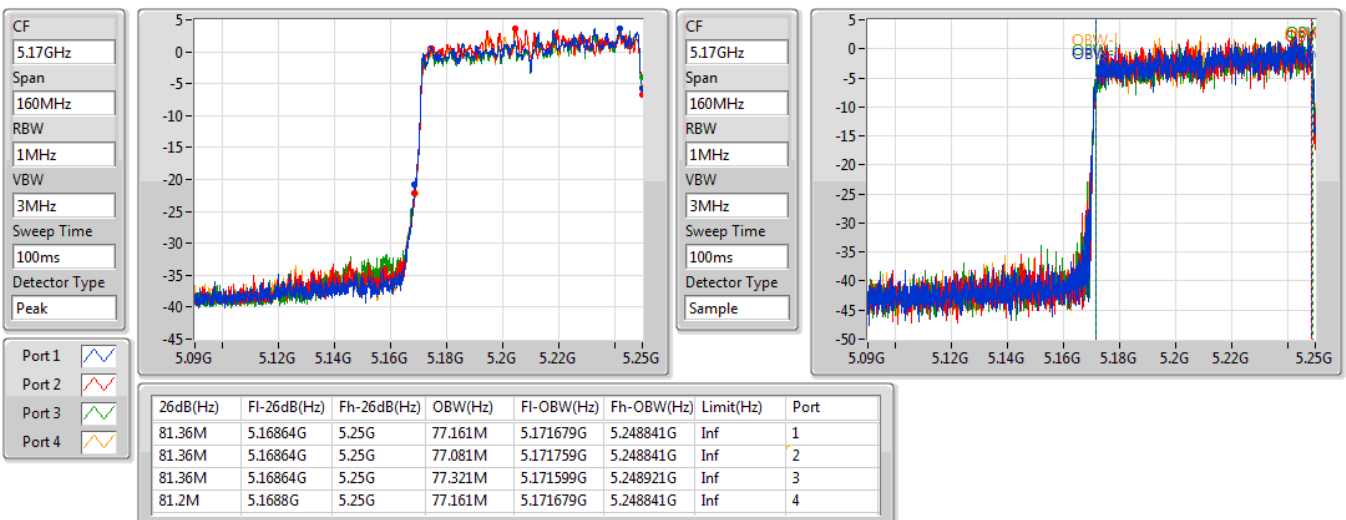 CF
5.17GHz
Span
160MHz
RBW
1MHz
VBW
3MHz
Sweep Time
100ms
Detector Type
Peak
5
0
-5
-10
-15
-20
-25
-30
-35
-40
-45
5.09G 5.12G 5.14G 5.16G 5.18G 5.2G 5.22G 5.25G
CF
5.17GHz
Span
160MHz
RBW
1MHz
VBW
3MHz
Sweep Time
100ms
Detector Type
Sample
5
0
-5
-10
-15
-20
-25
-30
-35
-40
-45
-50
OBW-
OBW-
OBW
5.09G 5.12G 5.14G 5.16G 5.18G 5.2G 5.22G 5.25G
Port 1
Port 2
Port 3
Port 4
26dB(Hz) Fl-26dB(Hz) Fh-26dB(Hz) OBW(Hz) Fl-OBW(Hz) Fh-OBW(Hz) Limit(Hz) Port
81.36M 5.16864G 5.25G 77.161M 5.171679G 5.248841G Inf 1
81.36M 5.16864G 5.25G 77.081M 5.171759G 5.248841G Inf 2
81.36M 5.16864G 5.25G 77.321M 5.171599G 5.248921G Inf 3
81.2M 5.1688G 5.25G 77.161M 5.171679G 5.248841G Inf 4